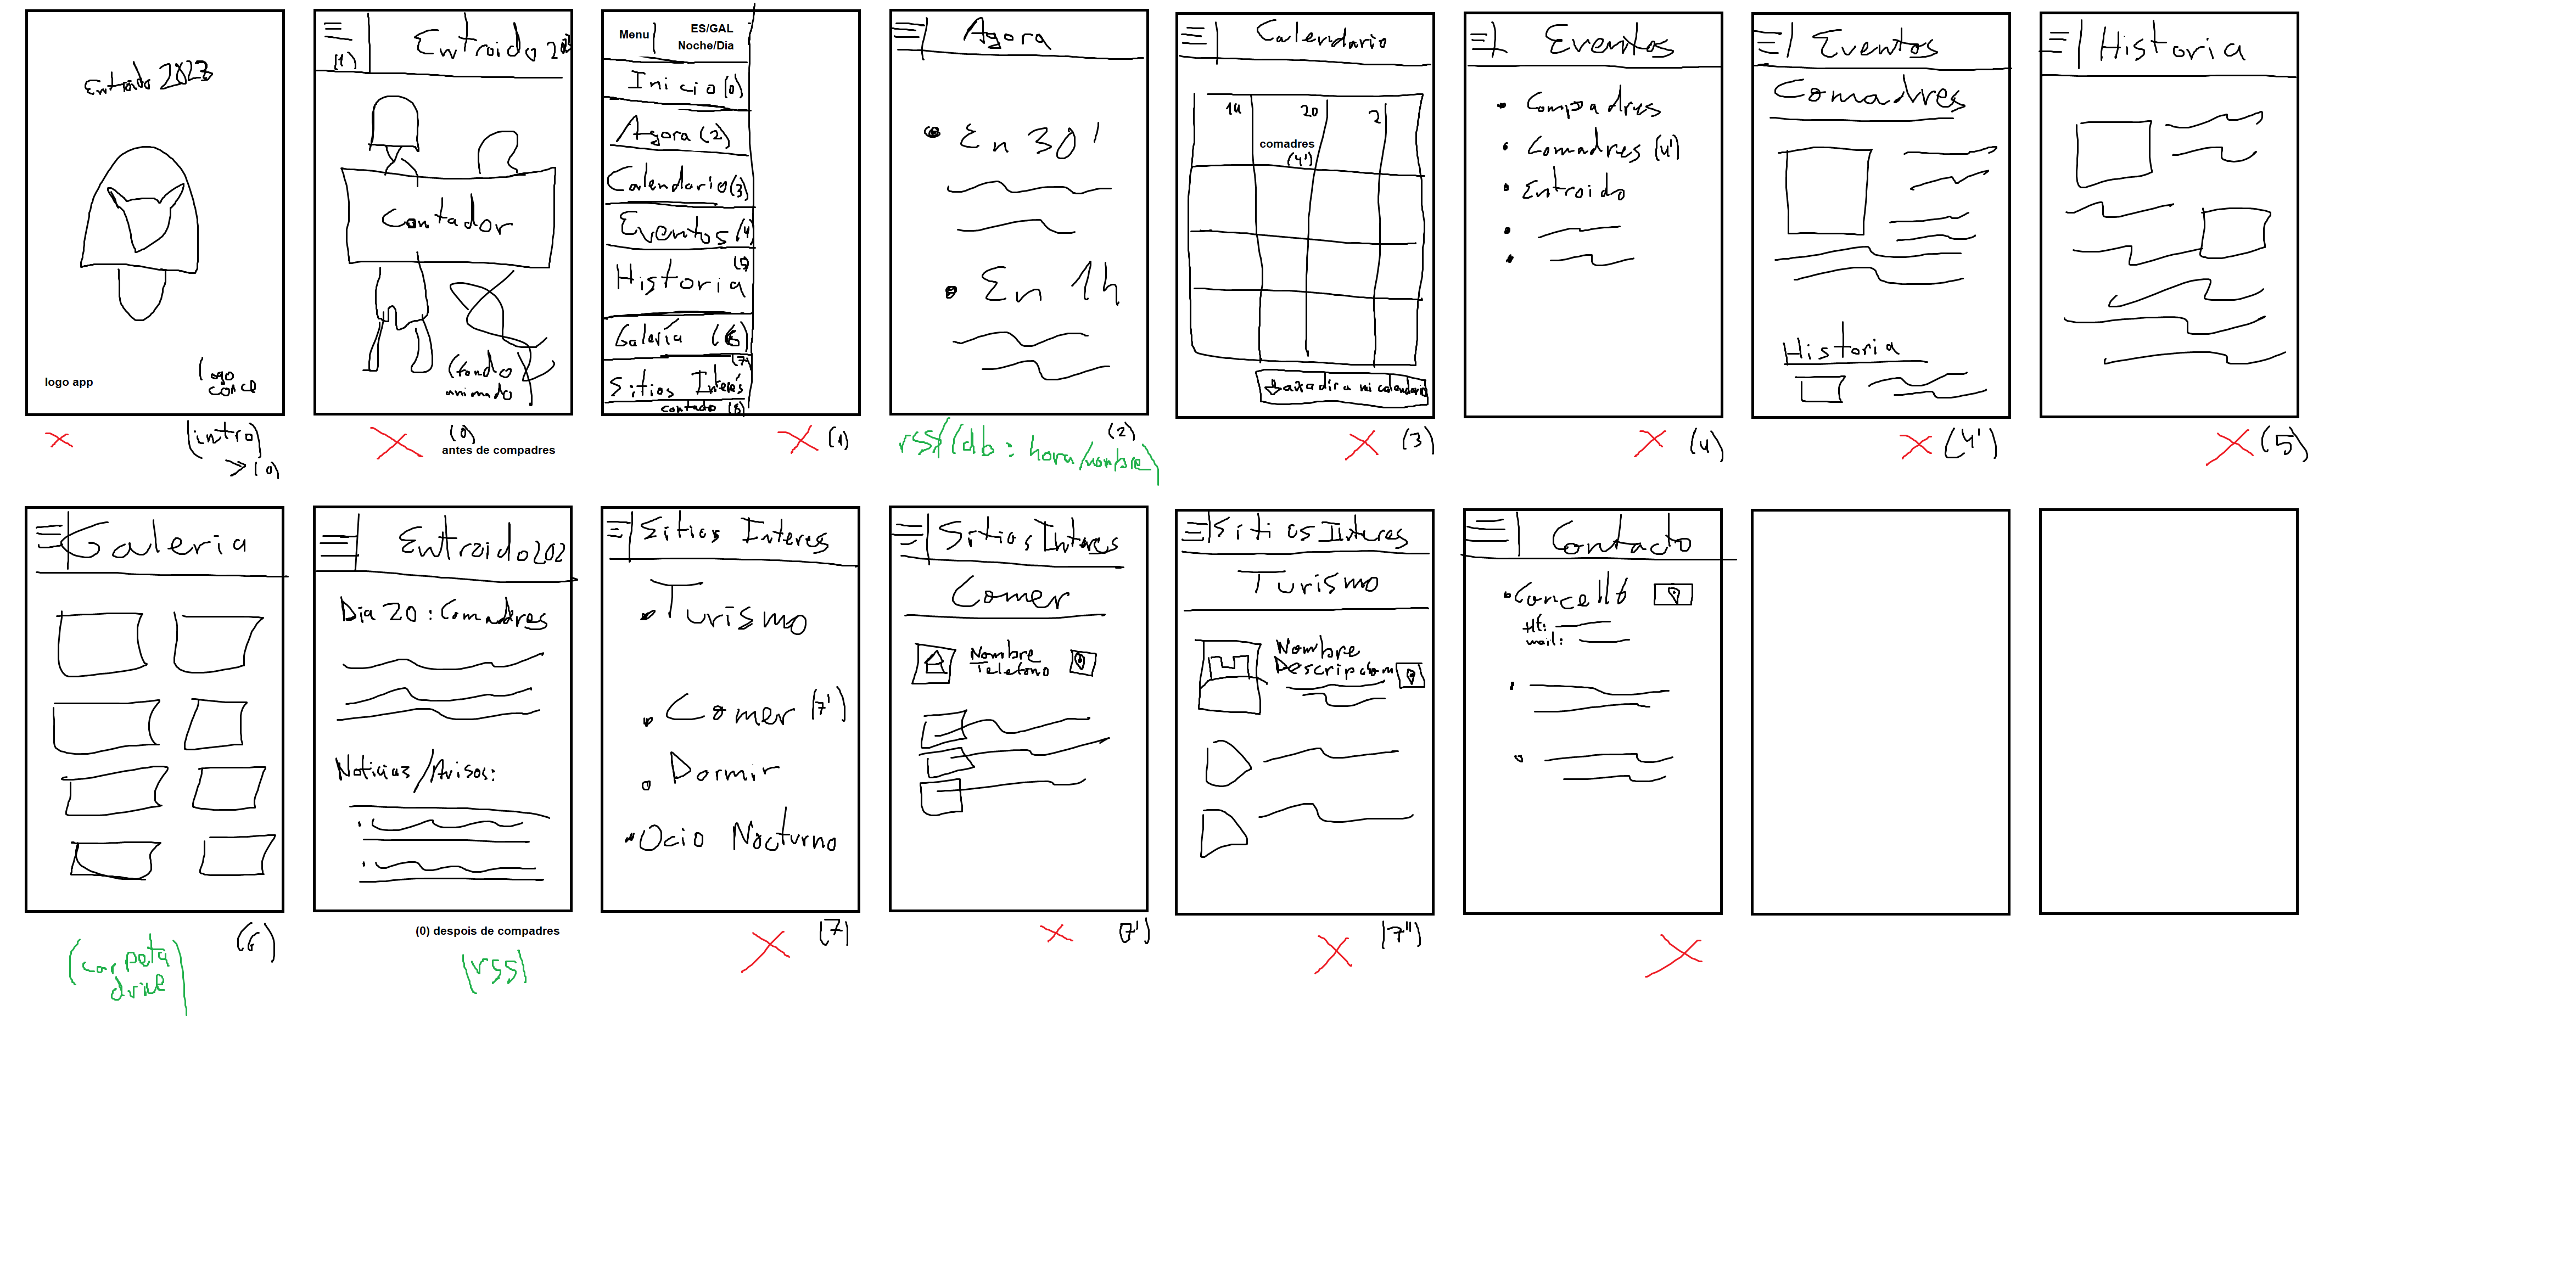 Entroido 2023
logo app
logo
conce
(intro)
> (0)
(1)
Entroido 202
Contador
(fondo
animado)
(0)
antes de compadres
Menu
ES/GAL
Noche/Dia
Inicio (0)
Agora (2)
Calendario (3)
Eventos (4)
(5)
Historia
Galería (6)
(7)
Sitios Interés
contacto (8)
(1)
Agora
En 30'
En 1h
(2)
rss/(db: hora/nombre)
Calendario
14 20 2
comadres
(4')
añadir a mi calendario
(3)
Eventos
Compadres
Comadres (4')
Entroido
(4)
Eventos
Comadres
Historia
(4')
Historia
(5)
Galeria
(6)
(carpeta
drive)
Entroido 202
Dia 20: Comadres
Noticias/Avisos:
(0) despois de compadres
(rss)
Sitios Interes
Turismo
Comer (7')
Dormir
Ocio Nocturno
(7)
Sitios Interes
Comer
Nombre
Telefono
(7')
Sitios Interes
Turismo
Nombre
Descripcion
(7'')
Contacto
Concello
tlf:
mail: